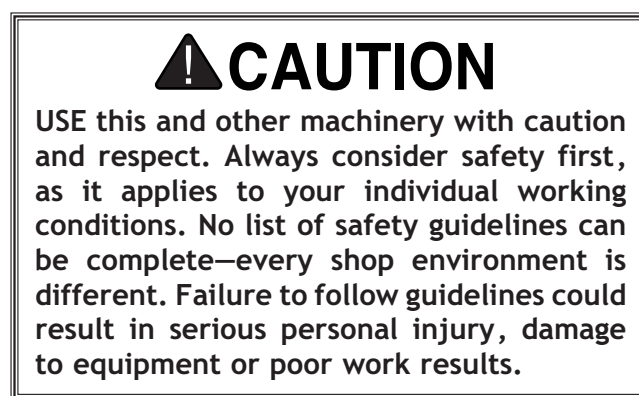 CAUTION
USE this and other machinery with caution
and respect. Always consider safety first,
as it applies to your individual working
conditions. No list of safety guidelines can
be complete—every shop environment is
different. Failure to follow guidelines could
result in serious personal injury, damage
to equipment or poor work results.